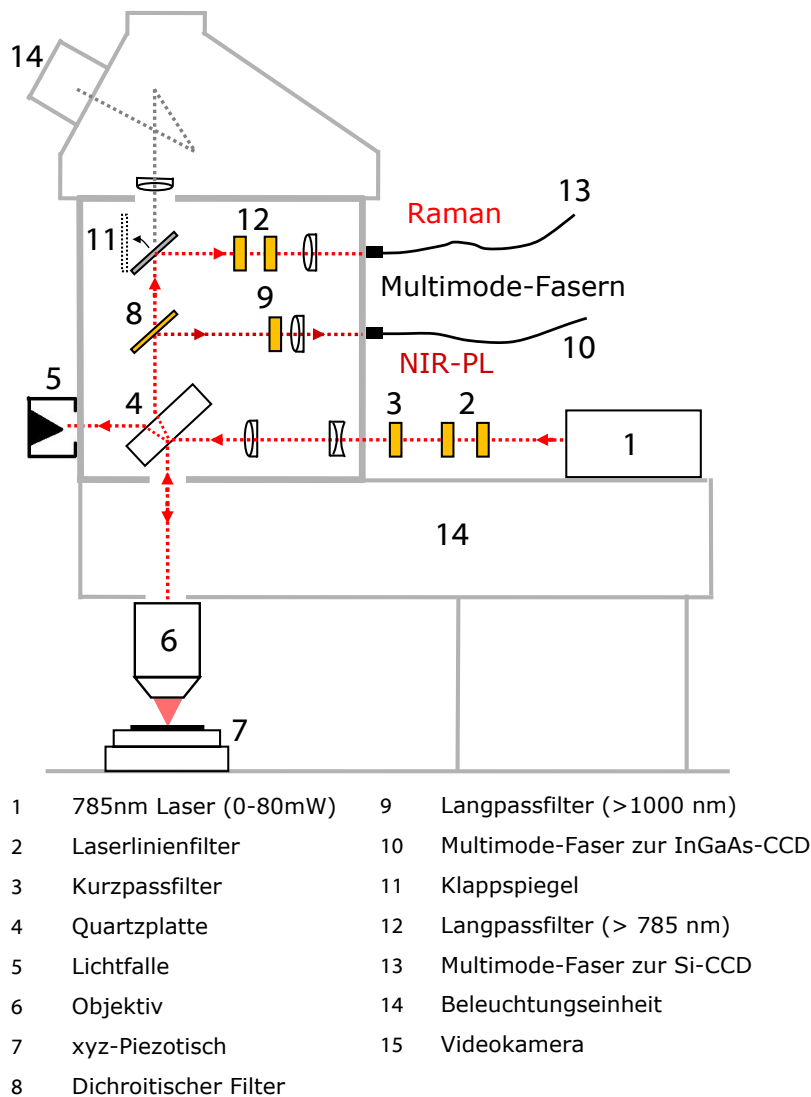 14
13
Raman
12
11
Multimode-Fasern
9
8
10
NIR-PL
5
4
3
2
1
14
6
7
1 785nm Laser (0-80mW)
2 Laserlinienfilter
3 Kurzpassfilter
4 Quartzplatte
5 Lichtfalle
6 Objektiv
7 xyz-Piezotisch
8 Dichroitischer Filter
9 Langpassfilter (>1000 nm)
10 Multimode-Faser zur InGaAs-CCD
11 Klappspiegel
12 Langpassfilter (> 785 nm)
13 Multimode-Faser zur Si-CCD
14 Beleuchtungseinheit
15 Videokamera